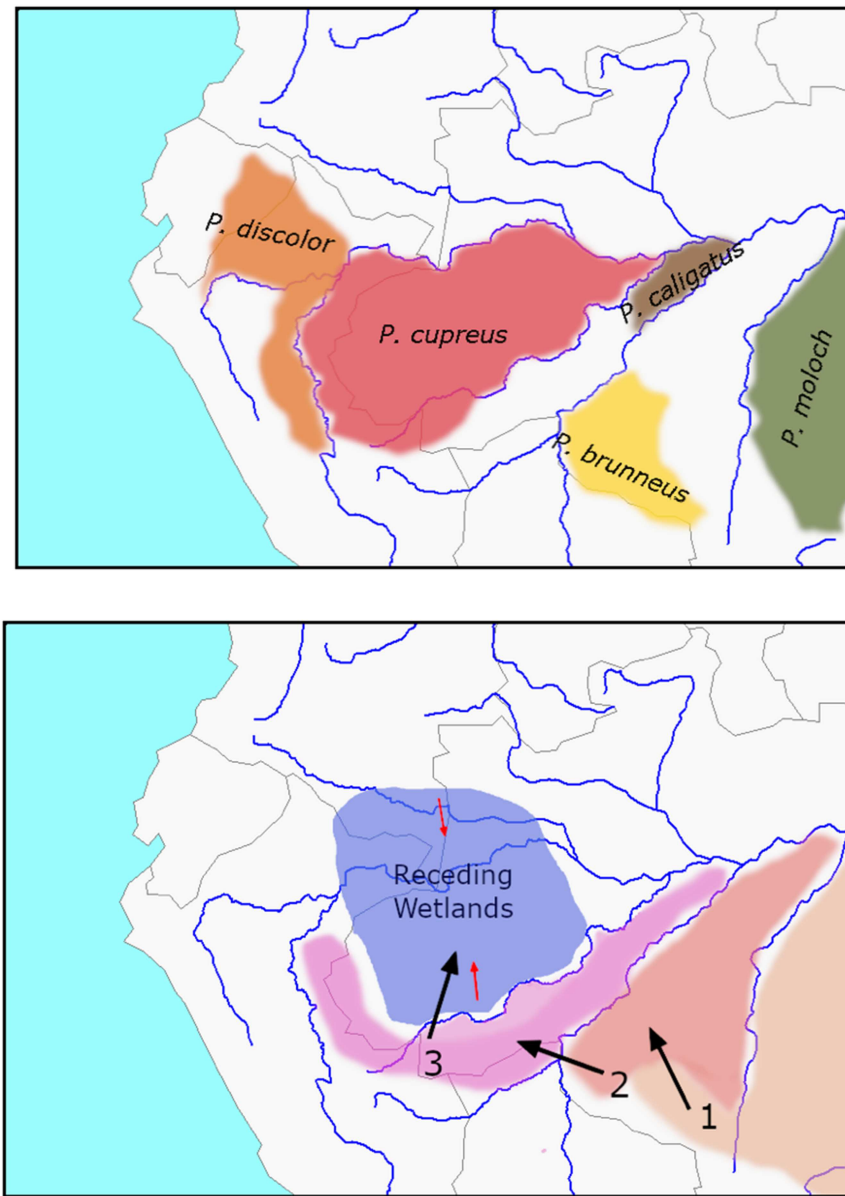 P. discolor
P. cupreus
P. caligatus
P. moloch
P. brunneus
Receding
Wetlands
3
2
1